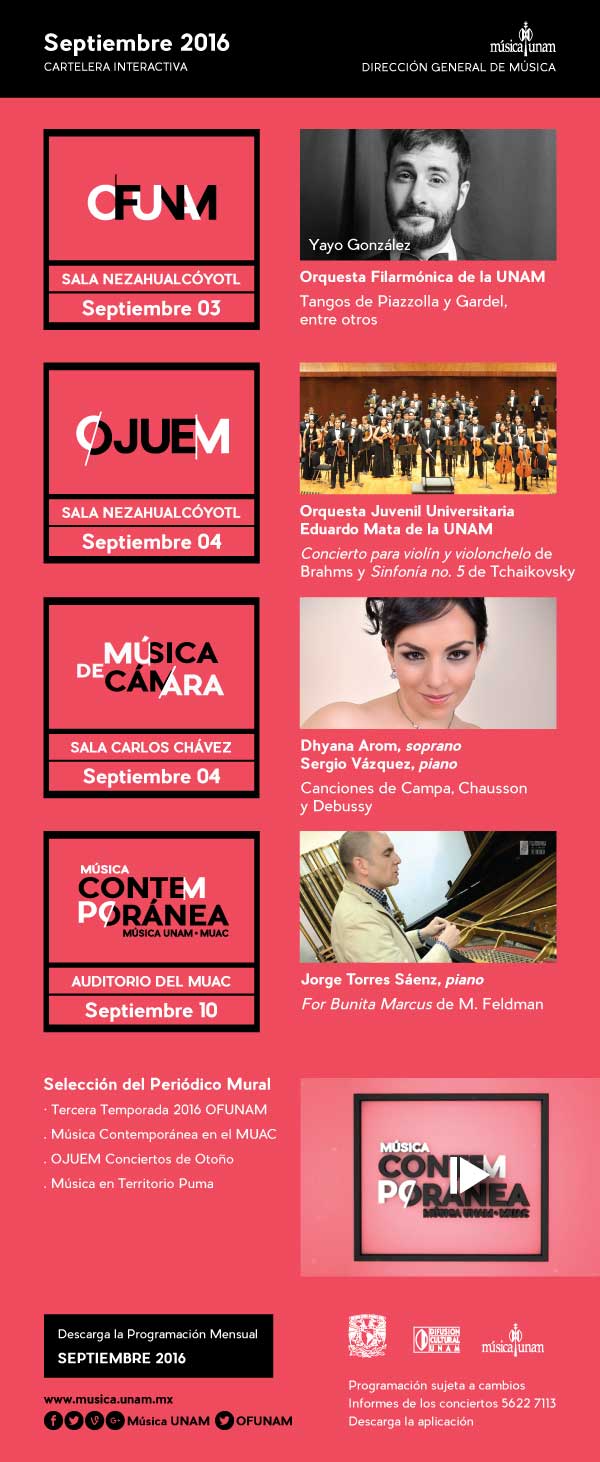 Septiembre 2016
CARTELERA INTERACTIVA
música unam
DIRECCIÓN GENERAL DE MÚSICA
OFUNAM
SALA NEZAHUALCÓYOTL
Septiembre 03
Yayo González
Orquesta Filarmónica de la UNAM
Tangos de Piazzolla y Gardel,
entre otros
OJUEM
SALA NEZAHUALCÓYOTL
Septiembre 04
Orquesta Juvenil Universitaria
Eduardo Mata de la UNAM
Concierto para violín y violonchelo de
Brahms y Sinfonía no. 5 de Tchaikovsky
DE MÚSICA
CÁMARA
SALA CARLOS CHÁVEZ
Septiembre 04
Dhyana Arom, soprano
Sergio Vázquez, piano
Canciones de Campa, Chausson
y Debussy
MÚSICA
CONTEM
PORÁNEA
MÚSICA UNAM • MUAC
AUDITORIO DEL MUAC
Septiembre 10
Jorge Torres Sáenz, piano
For Bunita Marcus de M. Feldman
Selección del Periódico Mural
· Tercera Temporada 2016 OFUNAM
. Música Contemporánea en el MUAC
. OJUEM Conciertos de Otoño
. Música en Territorio Puma
MÚSICA
CONTEM
PORÁNEA
MÚSICA UNAM • MUAC
Descarga la Programación Mensual
SEPTIEMBRE 2016
www.musica.unam.mx
Música UNAM OFUNAM
DIFUSIÓN
CULTURAL
UNAM
música unam
Programación sujeta a cambios
Informes de los conciertos 5622 7113
Descarga la aplicación